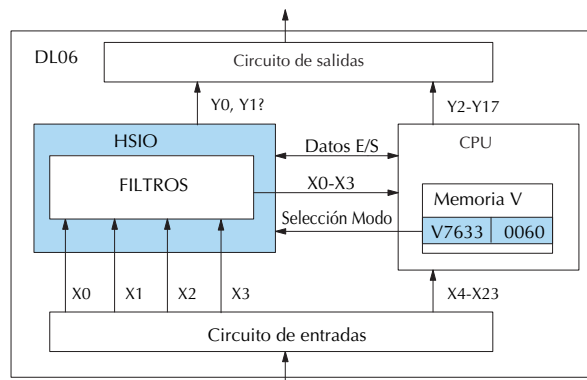 DL06
Circuito de salidas
Y0, Y1?
Y2-Y17
HSIO
Datos E/S
CPU
FILTROS
X0-X3
Memoria V
Selección Modo
V7633 0060
X0 X1 X2 X3
X4-X23
Circuito de entradas